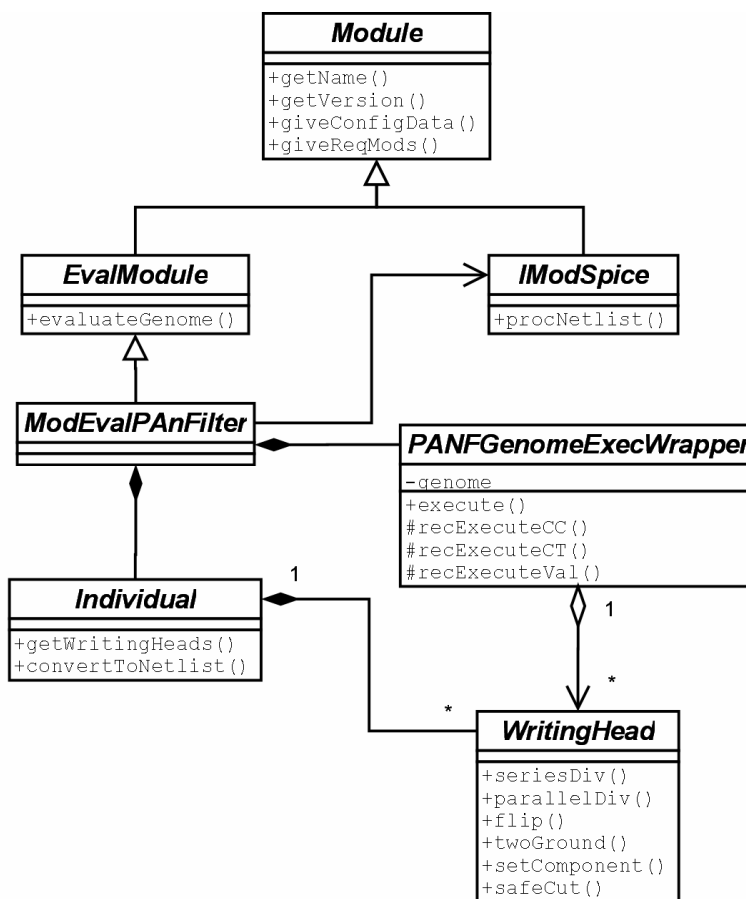 Module
+getName()
+getVersion()
+giveConfigData()
+giveReqMods()
EvalModule
+evaluateGenome()
IModSpice
+procNetlist()
ModEvalPAnFilter
PANFGenomeExecWrapper
-genome
+execute()
#recExecuteCC()
#recExecuteCT()
#recExecuteVal()
Individual
+getWritingHeads()
+convertToNetlist()
1
*
1
*
WritingHead
+seriesDiv()
+parallelDiv()
+flip()
+twoGround()
+setComponent()
+safeCut()